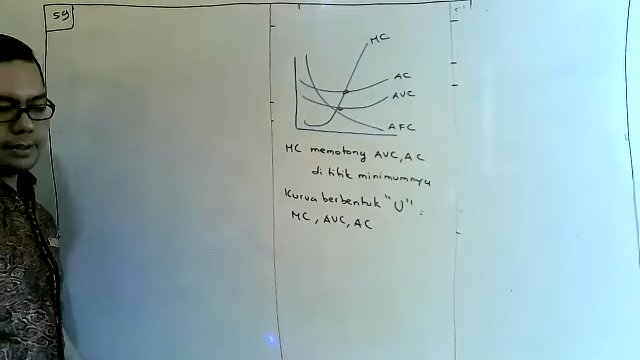 59
MC
AC
AVC
AFC
MC memotong AVC, AC
di titik minimumnya
Kurva berbentuk "U" :
MC, AVC, AC